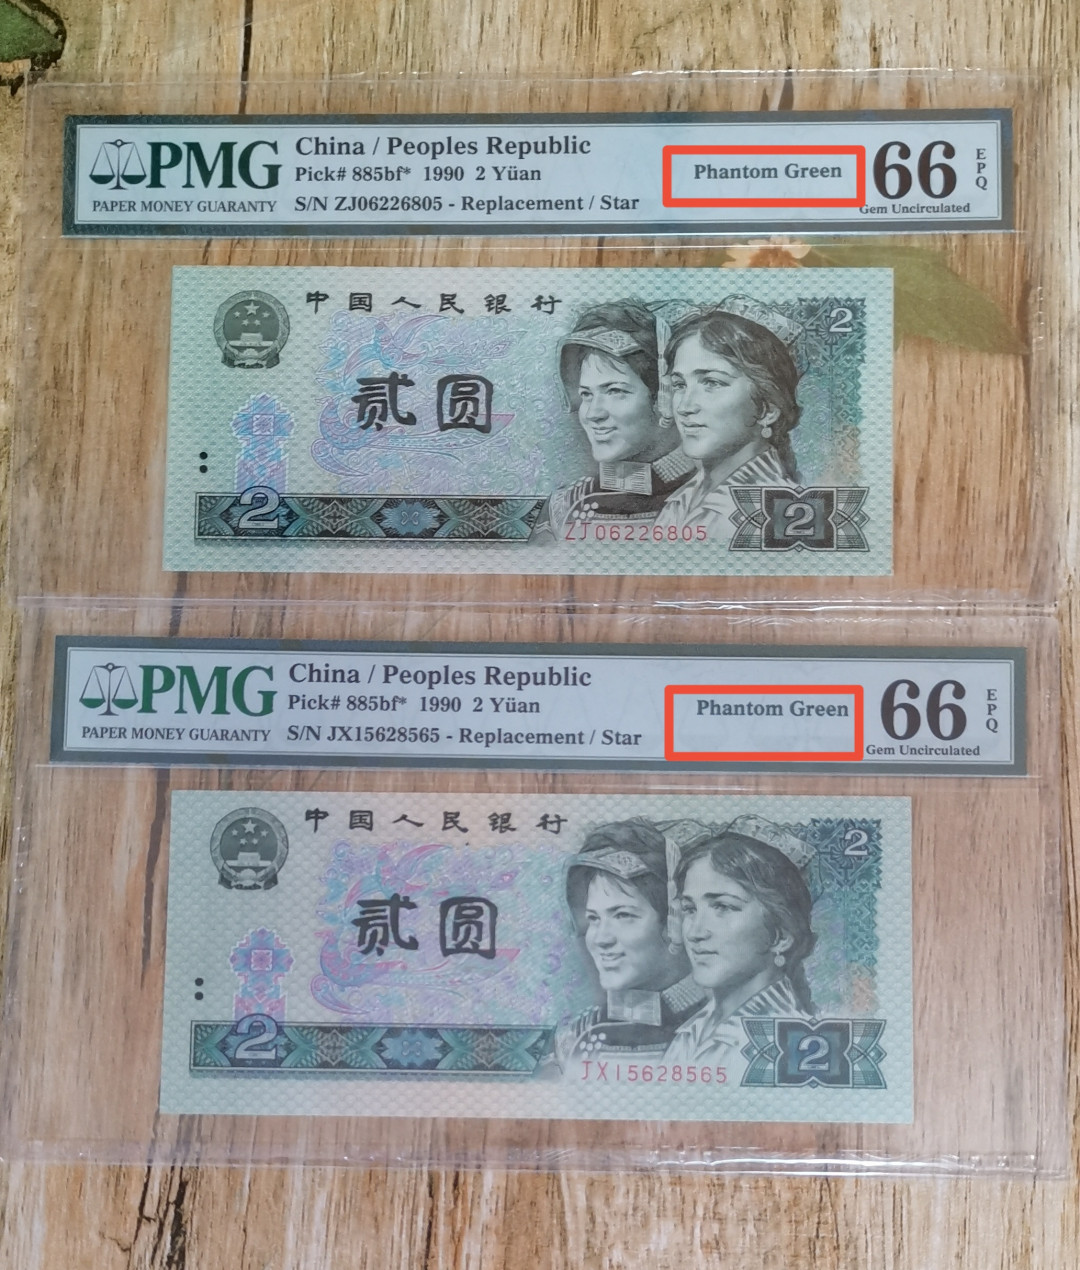 PMG
PAPER MONEY GUARANTY
China / Peoples Republic
Pick# 885bf* 1990 2 Yüan
S/N ZJ06226805 - Replacement / Star
Phantom Green
66
EPQ
Gem Uncirculated
中国人民银行
2
贰圆
2
2
ZJ06226805
PMG
PAPER MONEY GUARANTY
China / Peoples Republic
Pick# 885bf* 1990 2 Yüan
S/N JX15628565 - Replacement / Star
Phantom Green
66
EPQ
Gem Uncirculated
中国人民银行
2
贰圆
2
2
JX15628565